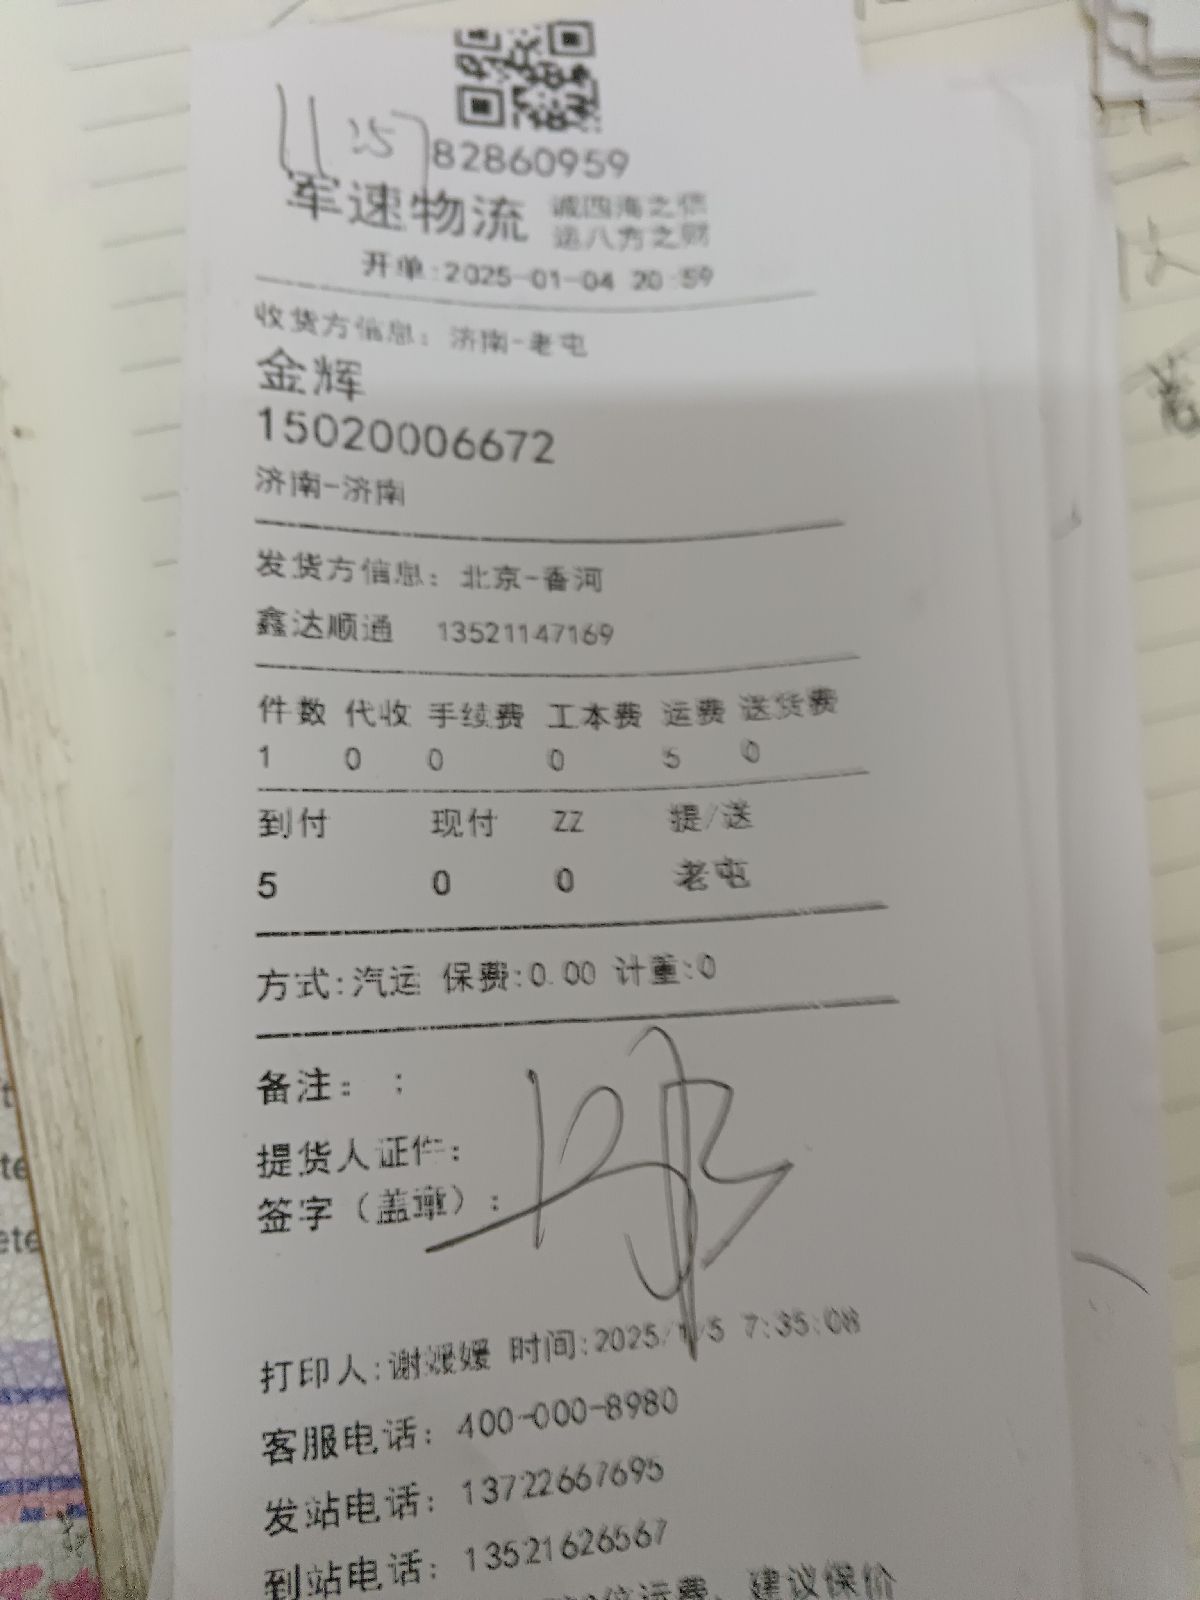 82860959
军速物流 诚四海之信
运八方之财
开单:2025-01-04 20:59
收货方信息: 济南-老屯
金辉
15020006672
济南-济南
发货方信息: 北京-香河
鑫达顺通 13521147169
件数 代收 手续费 工本费 运费 送货费
1 0 0 0 5 0
到付 现付 ZZ 提/送
5 0 0 老屯
方式:汽运 保费:0.00 计重:0
备注: :
提货人证件:
签字(盖章):
打印人:谢媛媛 时间:2025/1/5 7:35:08
客服电话: 400-000-8980
发站电话: 13722667695
到站电话: 13521626567
倍运费、建议保价